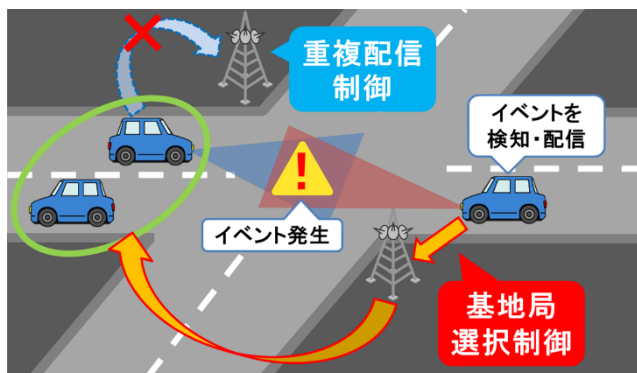 重複配信
制御
イベントを
検知・配信
!
イベント発生
基地局
選択制御